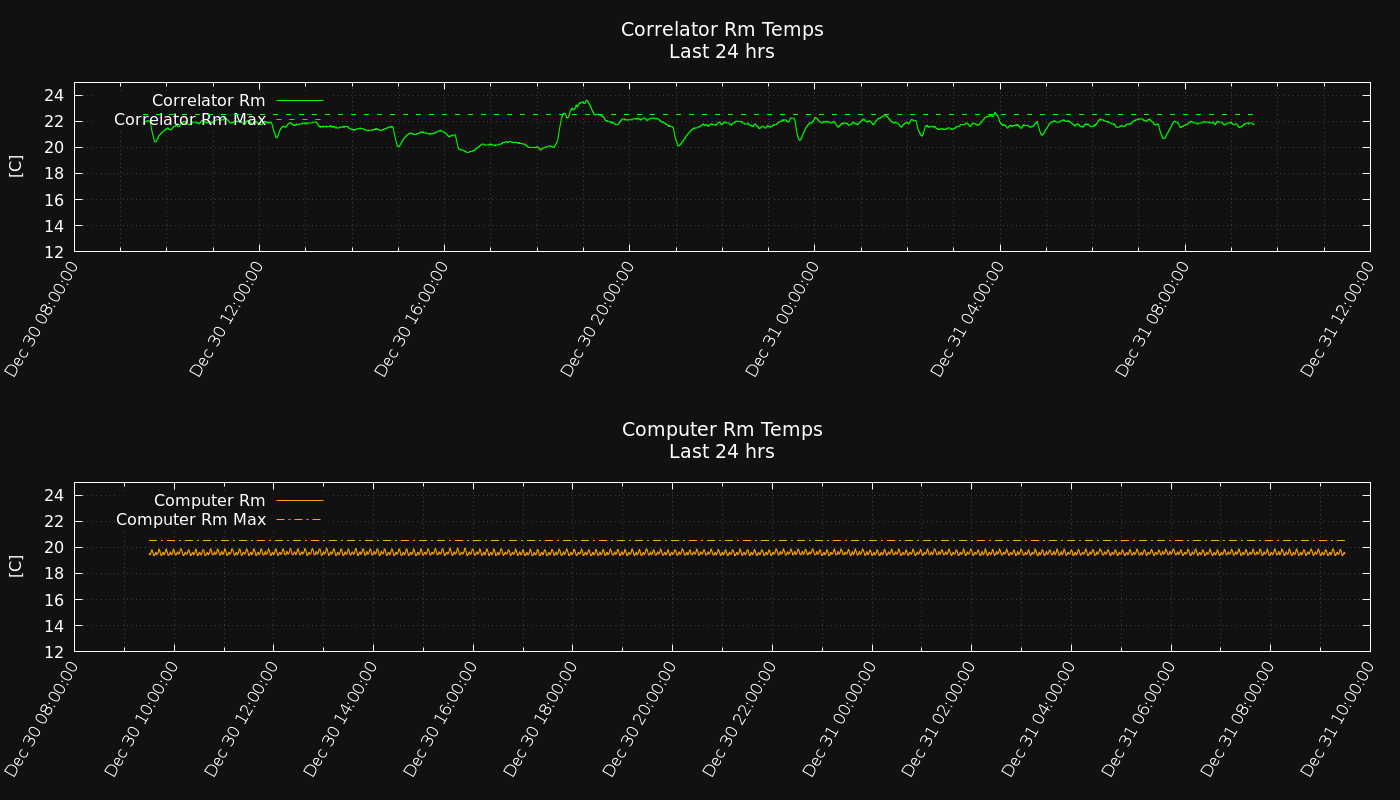 Correlator Rm Temps
Last 24 hrs
Correlator Rm
Correlator Rm Max
[C]
24
22
20
18
16
14
12
Dec 30 08:00:00
Dec 30 12:00:00
Dec 30 16:00:00
Dec 30 20:00:00
Dec 31 00:00:00
Dec 31 04:00:00
Dec 31 08:00:00
Dec 31 12:00:00
Computer Rm Temps
Last 24 hrs
Computer Rm
Computer Rm Max
[C]
24
22
20
18
16
14
12
Dec 30 08:00:00
Dec 30 10:00:00
Dec 30 12:00:00
Dec 30 14:00:00
Dec 30 16:00:00
Dec 30 18:00:00
Dec 30 20:00:00
Dec 30 22:00:00
Dec 31 00:00:00
Dec 31 02:00:00
Dec 31 04:00:00
Dec 31 06:00:00
Dec 31 08:00:00
Dec 31 10:00:00